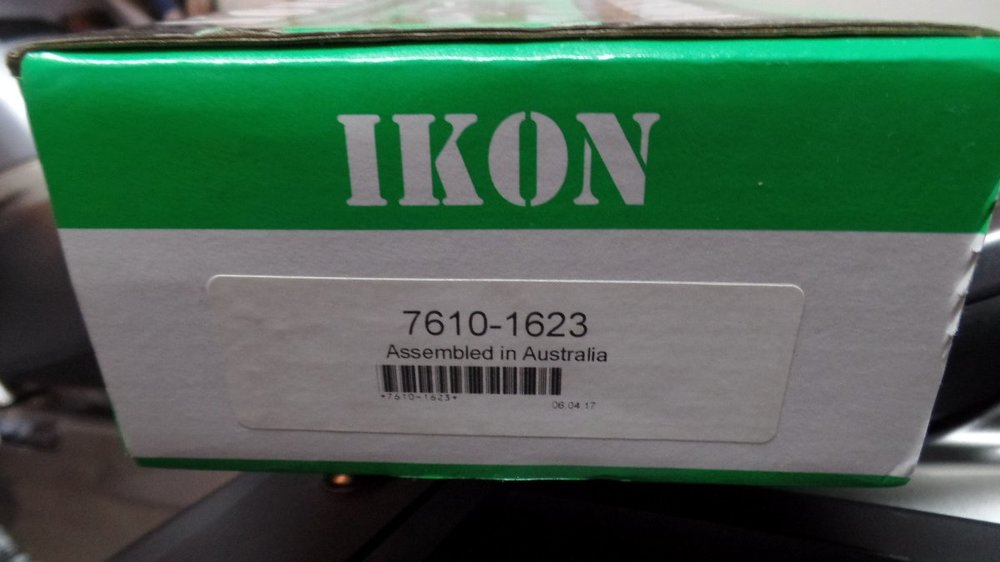 IKON
7610-1623
Assembled in Australia
*7610-1623*
06.04.17